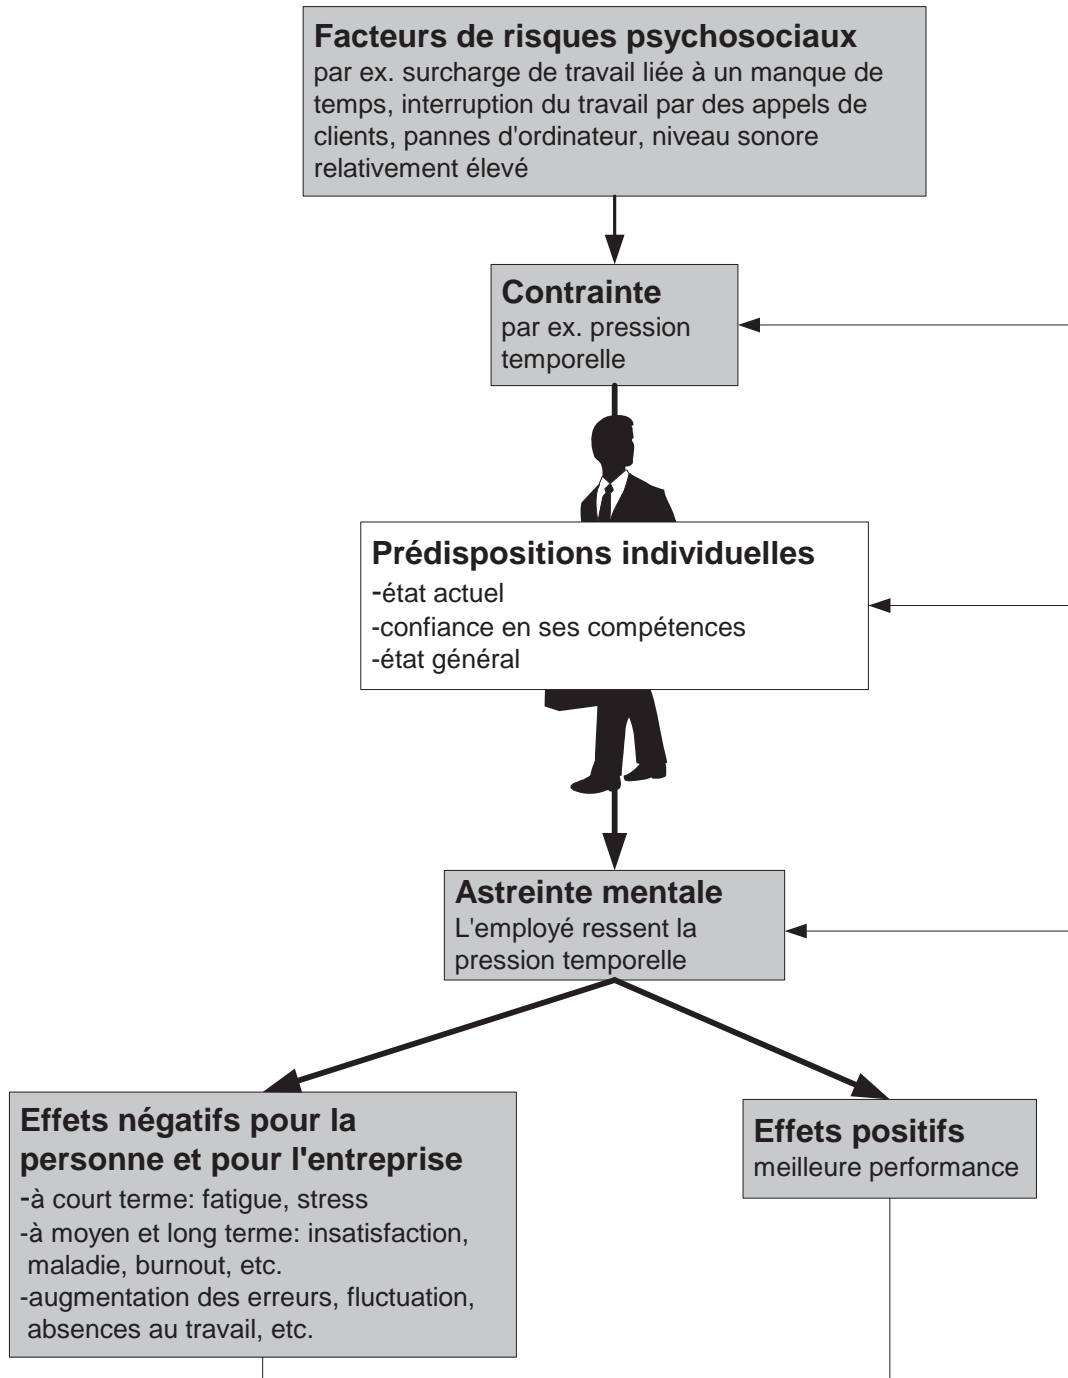 Facteurs de risques psychosociaux
par ex. surcharge de travail liée à un manque de
temps, interruption du travail par des appels de
clients, pannes d'ordinateur, niveau sonore
relativement élevé
Contrainte
par ex. pression
temporelle
Prédispositions individuelles
-état actuel
-confiance en ses compétences
-état général
Astreinte mentale
L'employé ressent la
pression temporelle
Effets négatifs pour la
personne et pour l'entreprise
-à court terme: fatigue, stress
-à moyen et long terme: insatisfaction,
maladie, burnout, etc.
-augmentation des erreurs, fluctuation,
absences au travail, etc.
Effets positifs
meilleure performance